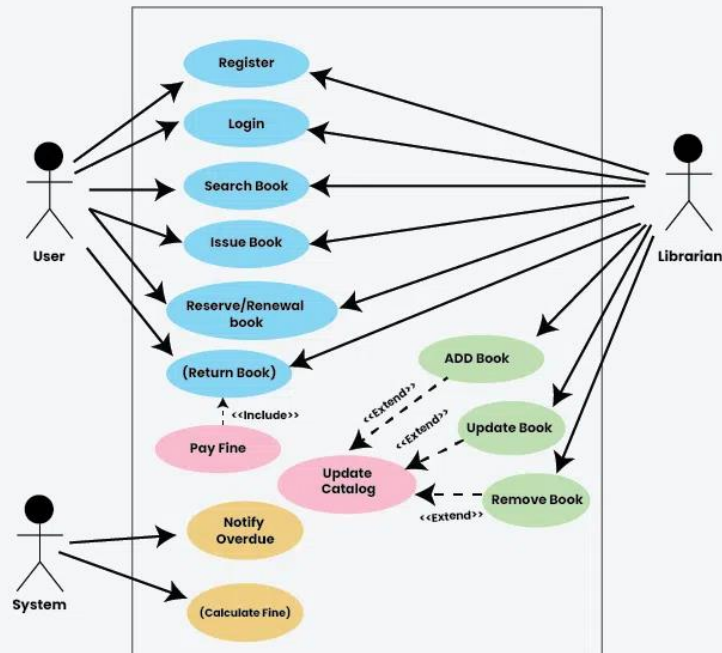 Register
Login
Search Book
User
Issue Book
Librarian
Reserve/Renewal
book
ADD Book
(Return Book)
<<Extend>>
<<Include>>
<<Extend>>
Update Book
Pay Fine
Update
Catalog
Remove Book
<<Extend>>
Notify
Overdue
System
(Calculate Fine)